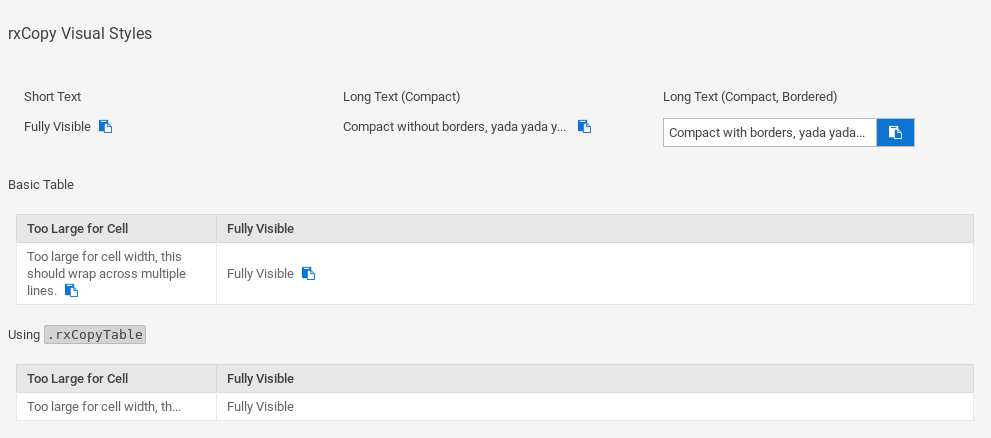 rxCopy Visual Styles
Short Text
Long Text (Compact)
Long Text (Compact, Bordered)
Fully Visible
Compact without borders, yada yada y...
Compact with borders, yada yada...
Basic Table
Too Large for Cell
Fully Visible
Too large for cell width, this
should wrap across multiple
lines.
Fully Visible
Using .rxCopyTable
Too Large for Cell
Fully Visible
Too large for cell width, th...
Fully Visible